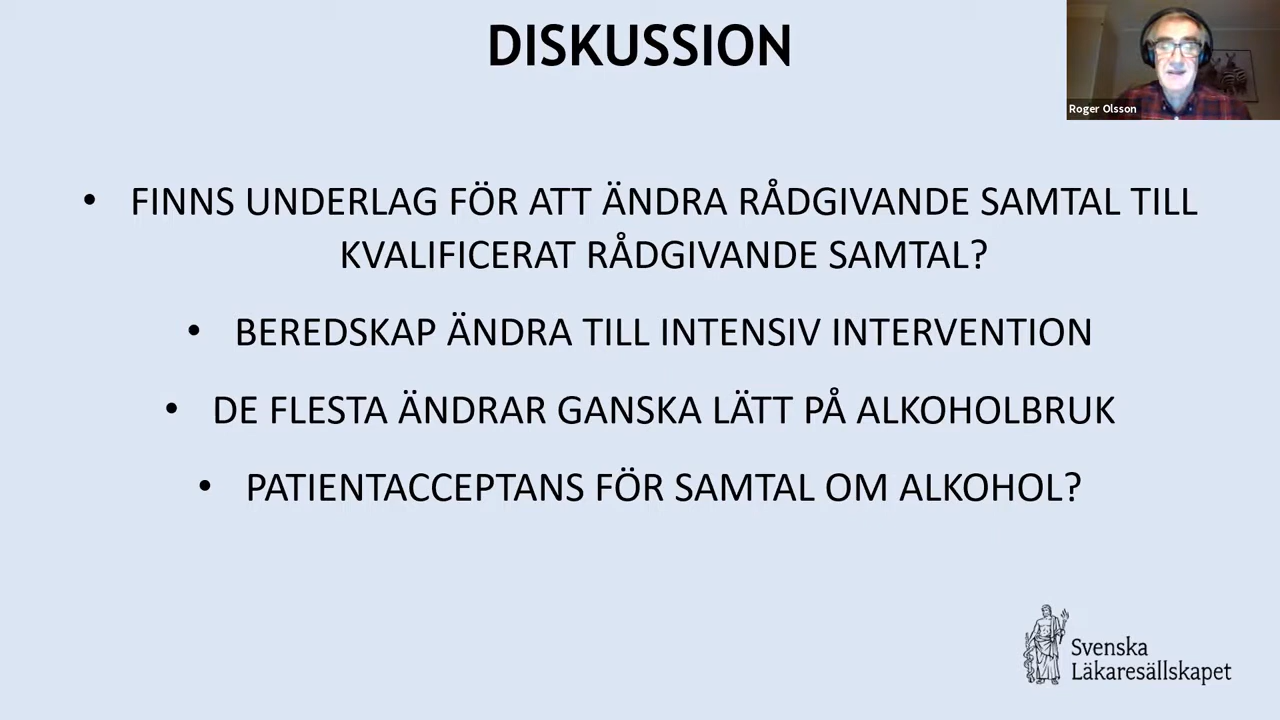 DISKUSSION
Roger Olsson
• FINNS UNDERLAG FÖR ATT ÄNDRA RÅDGIVANDE SAMTAL TILL
KVALIFICERAT RÅDGIVANDE SAMTAL?
• BEREDSKAP ÄNDRA TILL INTENSIV INTERVENTION
• DE FLESTA ÄNDRAR GANSKA LÄTT PÅ ALKOHOLBRUK
• PATIENTACCEPTANS FÖR SAMTAL OM ALKOHOL?
Svenska
Läkaresällskapet